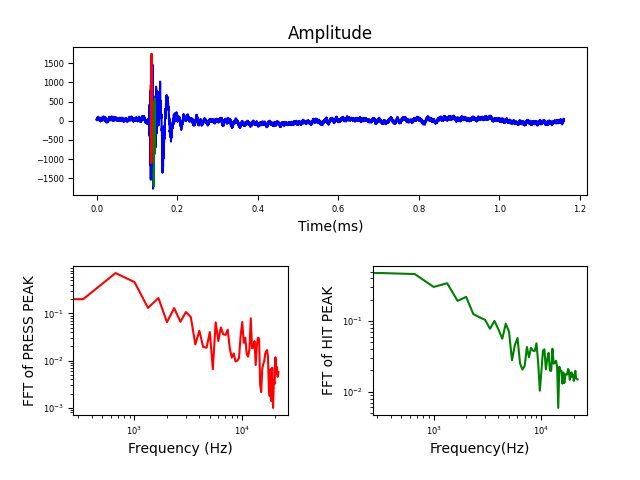 Amplitude
1500
1000
500
0
−500
−1000
−1500
0.0 0.2 0.4 0.6 0.8 1.0 1.2
Time(ms)
FFT of PRESS PEAK
10⁻¹
10⁻²
10⁻³
10³ 10⁴
Frequency (Hz)
FFT of HIT PEAK
10⁻¹
10⁻²
10³ 10⁴
Frequency(Hz)